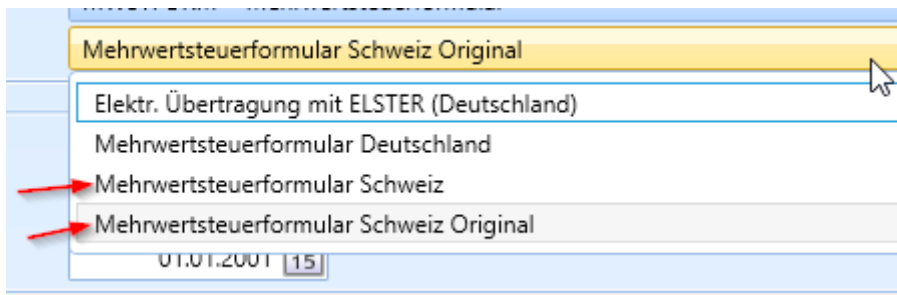 Mehrwertsteuerformular Schweiz Original
Elektr. Übertragung mit ELSTER (Deutschland)
Mehrwertsteuerformular Deutschland
Mehrwertsteuerformular Schweiz
Mehrwertsteuerformular Schweiz Original
01.01.2001 15